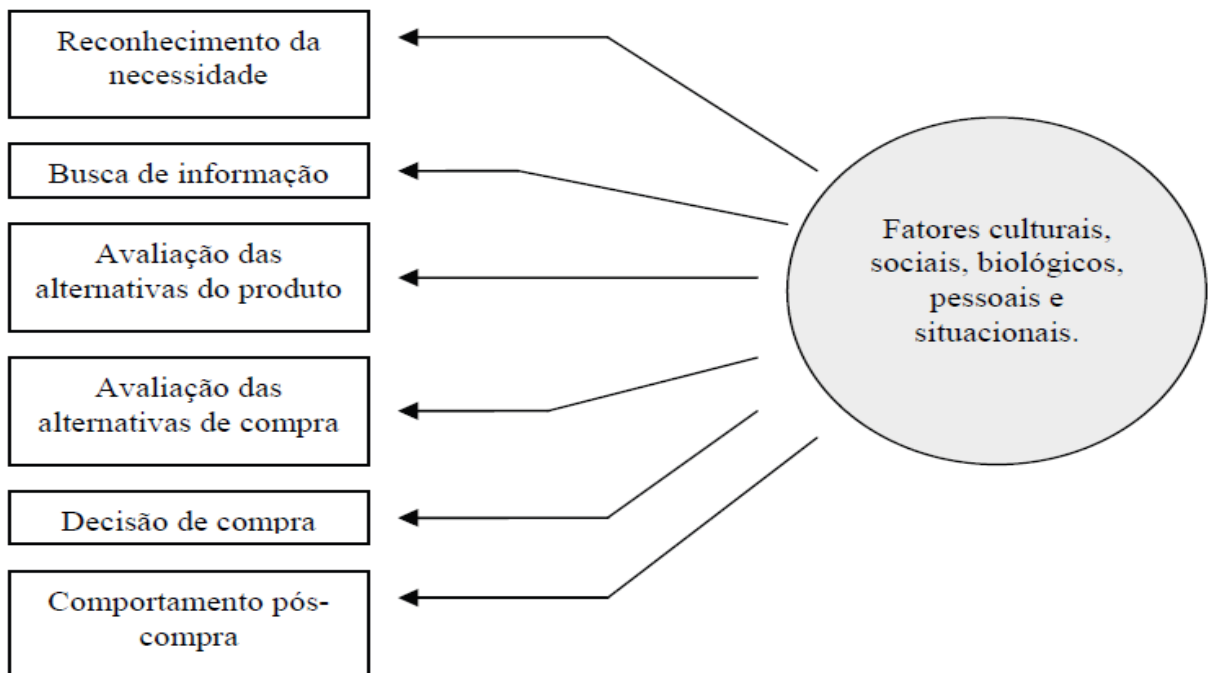 Reconhecimento da
necessidade
Busca de informação
Avaliação das
alternativas do produto
Avaliação das
alternativas de compra
Decisão de compra
Comportamento pós-
compra
Fatores culturais,
sociais, biológicos,
pessoais e
situacionais.